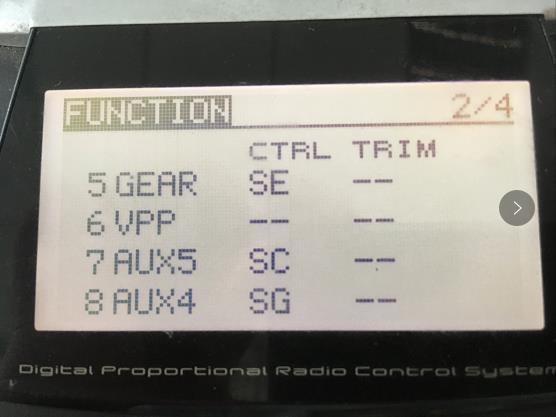 FUNCTION 2/4
CTRL TRIM
5 GEAR SE --
6 VPP -- --
7 AUX5 SC --
8 AUX4 SG --
Digital Proportional Radio Control System